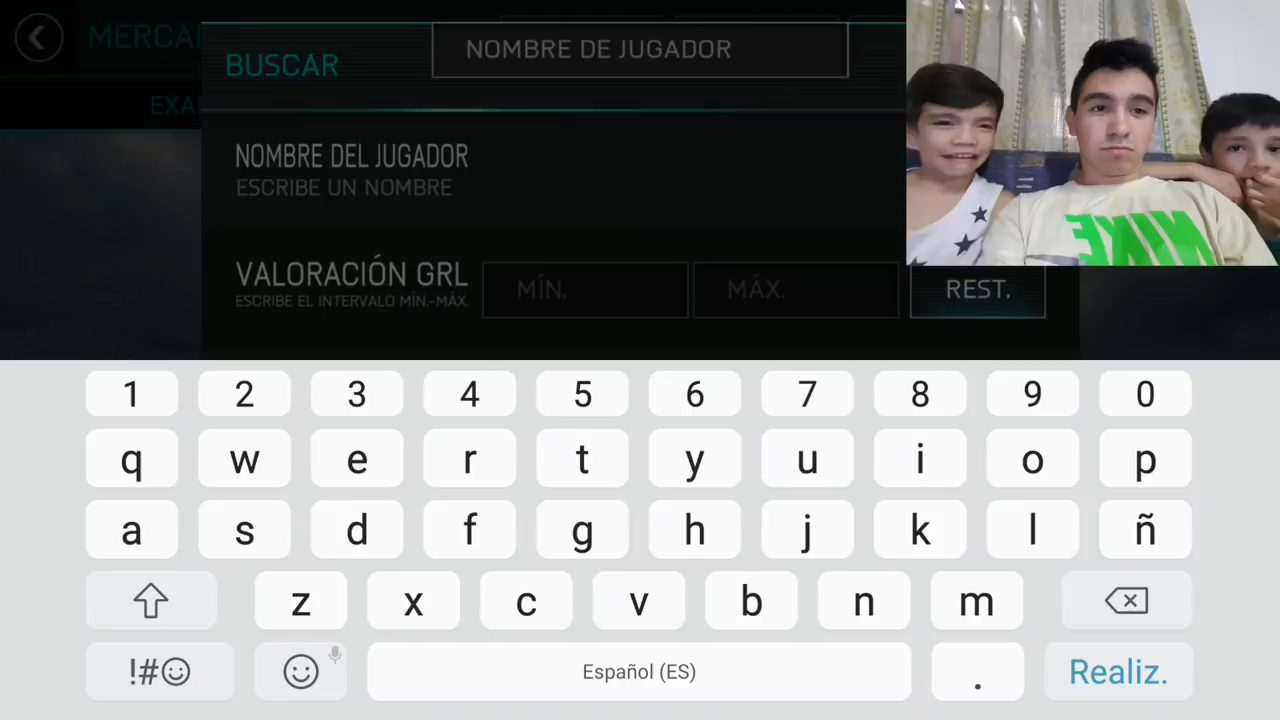 MERCA
BUSCAR
NOMBRE DE JUGADOR
EXA
NOMBRE DEL JUGADOR
ESCRIBE UN NOMBRE
VALORACIÓN GRL
ESCRIBE EL INTERVALO MÍN.-MÁX.
MÍN.
MÁX.
REST.
NIKE
1 2 3 4 5 6 7 8 9 0
q w e r t y u i o p
a s d f g h j k l ñ
z x c v b n m
!#
Español (ES)
.
Realiz.